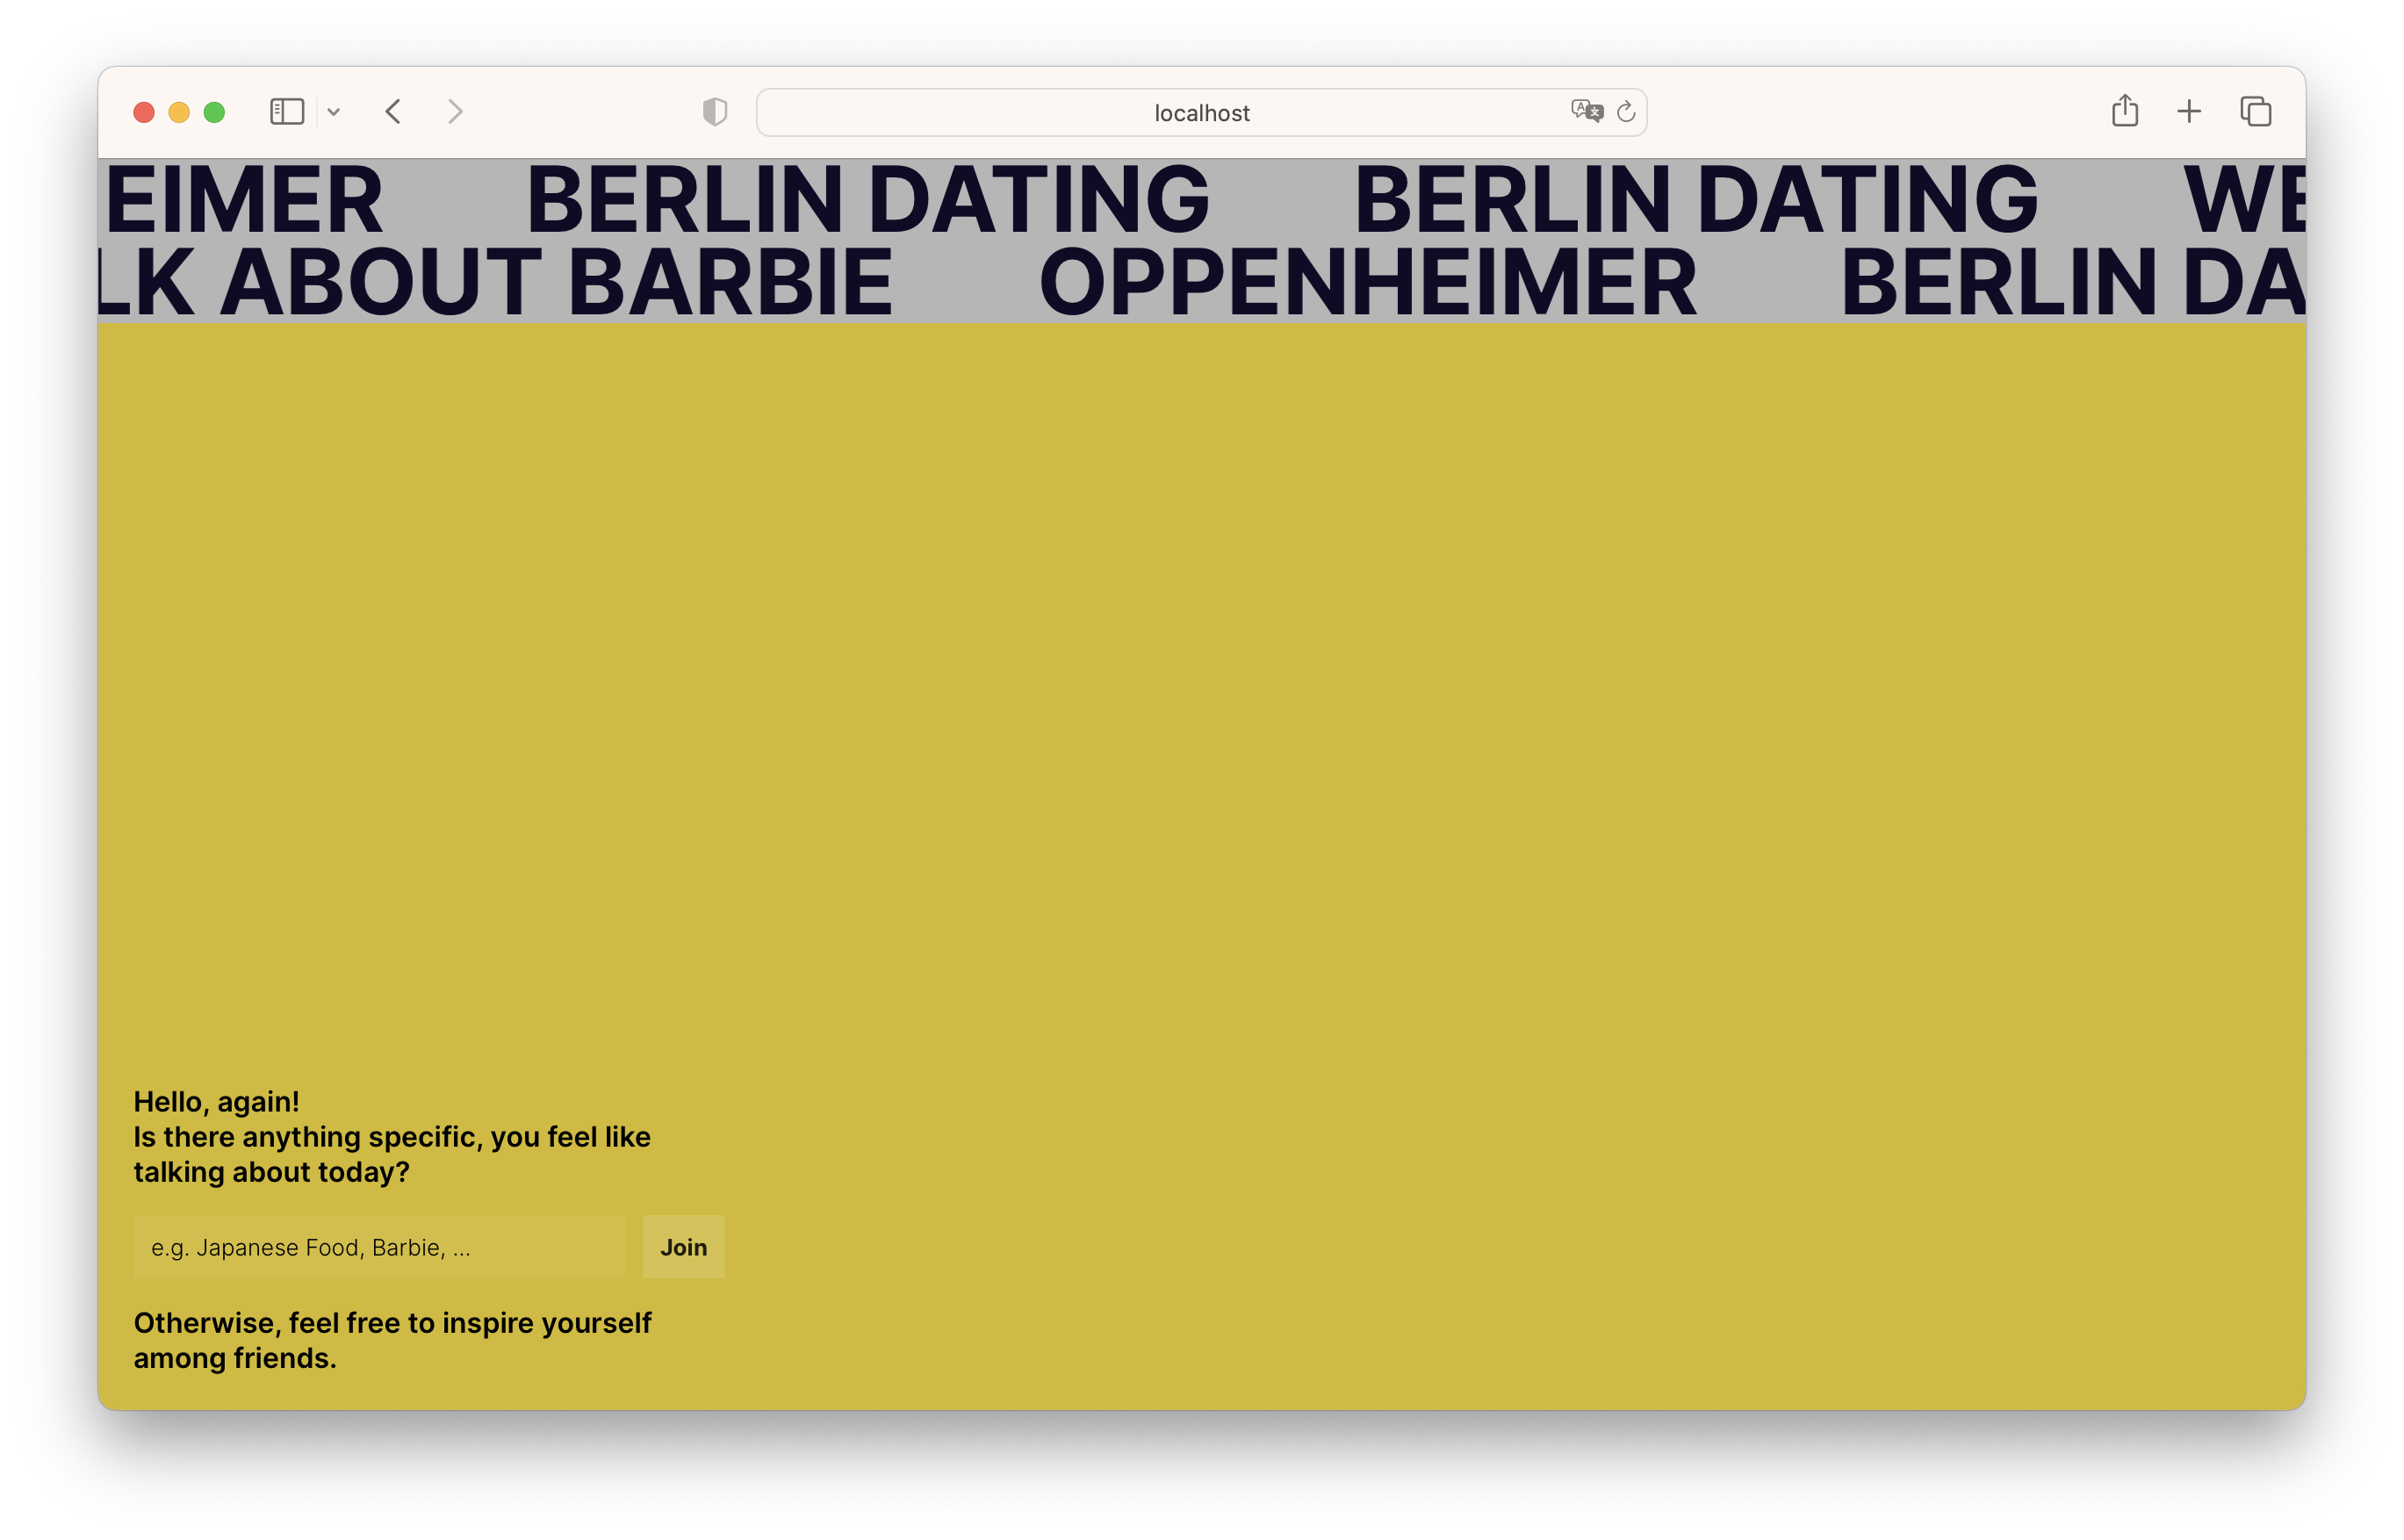 localhost
EIMER BERLIN DATING BERLIN DATING WE
LK ABOUT BARBIE OPPENHEIMER BERLIN DA
Hello, again!
Is there anything specific, you feel like
talking about today?
e.g. Japanese Food, Barbie, ...
Join
Otherwise, feel free to inspire yourself
among friends.